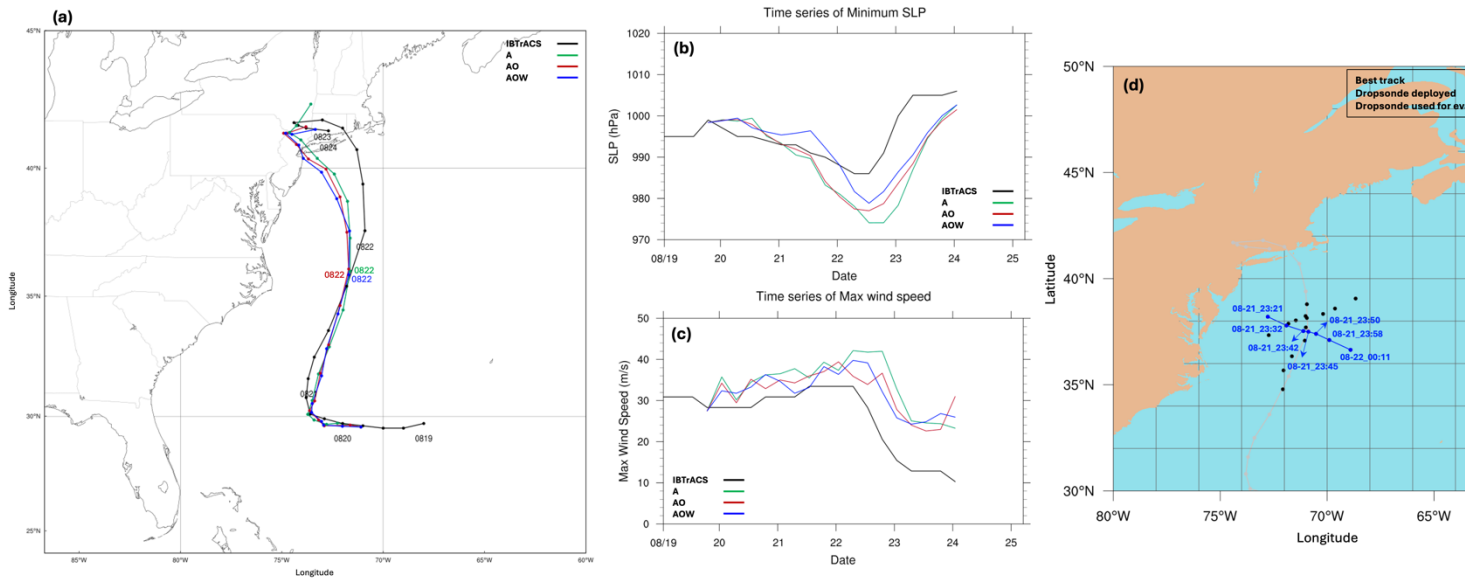 (a)
IBTrACS
A
AO
AOW
45°N
40°N
35°N
30°N
25°N
Longitude
0823
0824
0822
0822
0822
0822
0821
0820
0819
85°W
80°W
75°W
70°W
65°W
60°W
Longitude
Time series of Minimum SLP
(b)
1020
1010
1000
990
980
970
SLP (hPa)
IBTrACS
A
AO
AOW
08/19
20
21
22
23
24
25
Date
Time series of Max wind speed
(c)
50
40
30
20
10
0
Max Wind Speed (m/s)
IBTrACS
A
AO
AOW
08/19
20
21
22
23
24
25
Date
(d)
Best track
Dropsonde deployed
Dropsonde used for eva
50°N
45°N
40°N
35°N
30°N
Latitude
08-21_23:21
08-21_23:50
08-21_23:32
08-21_23:58
08-21_23:42
08-22_00:11
08-21_23:45
80°W
75°W
70°W
65°W
Longitude